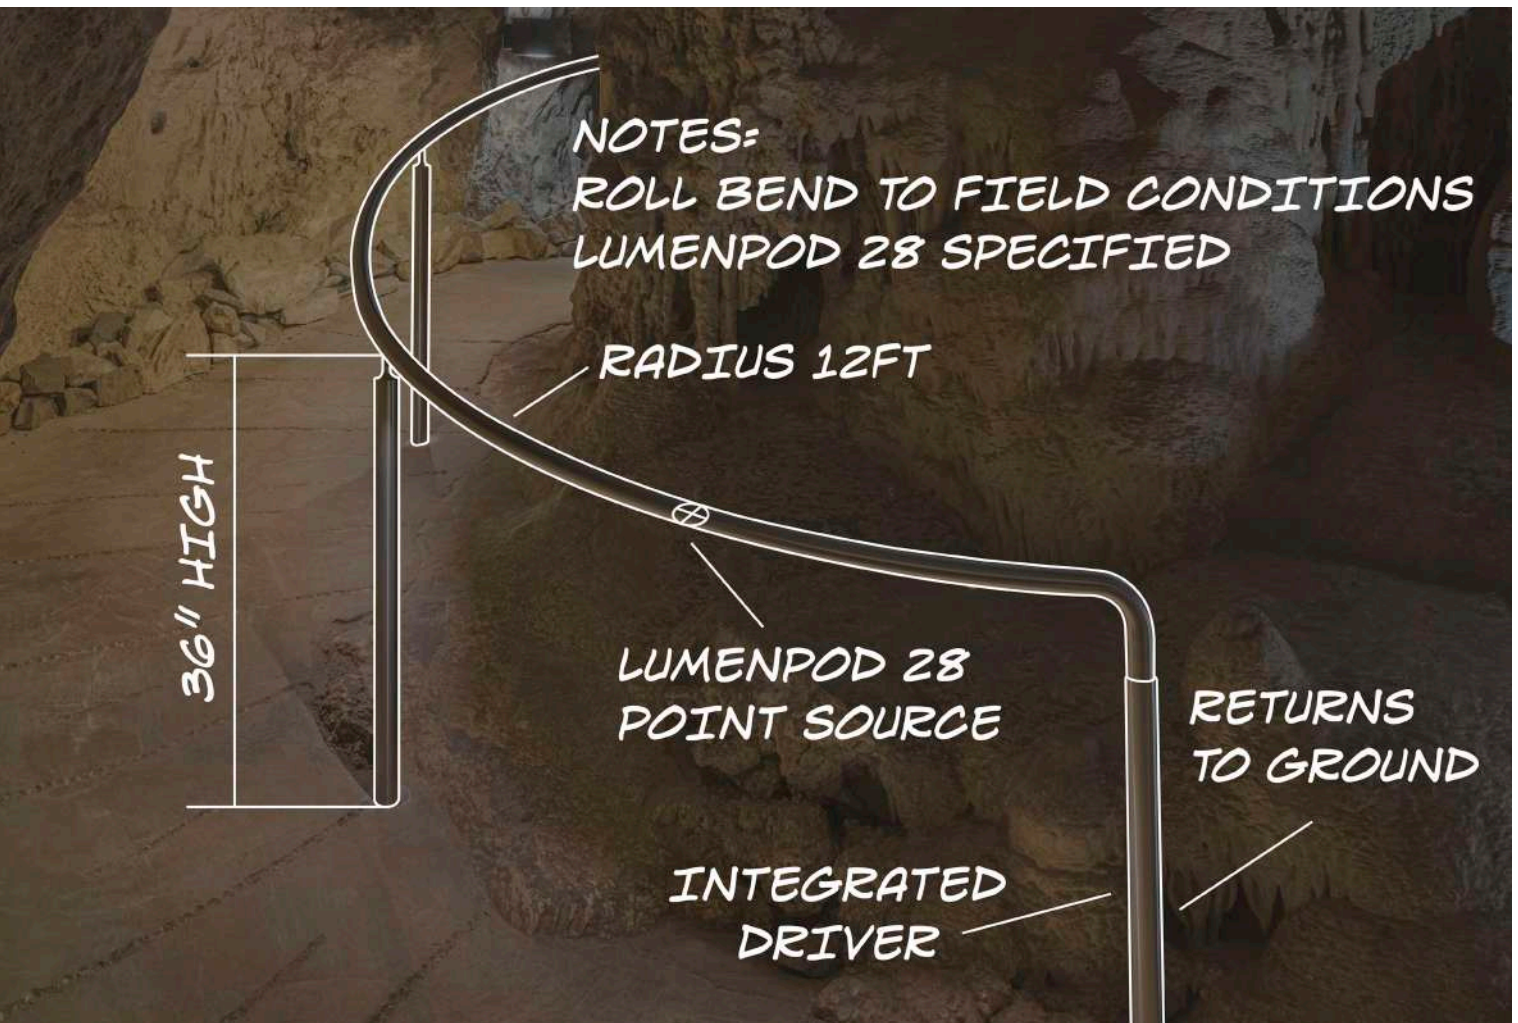 NOTES:
ROLL BEND TO FIELD CONDITIONS
LUMENPOD 28 SPECIFIED
RADIUS 12FT
36" HIGH
LUMENPOD 28
POINT SOURCE
RETURNS
TO GROUND
INTEGRATED
DRIVER